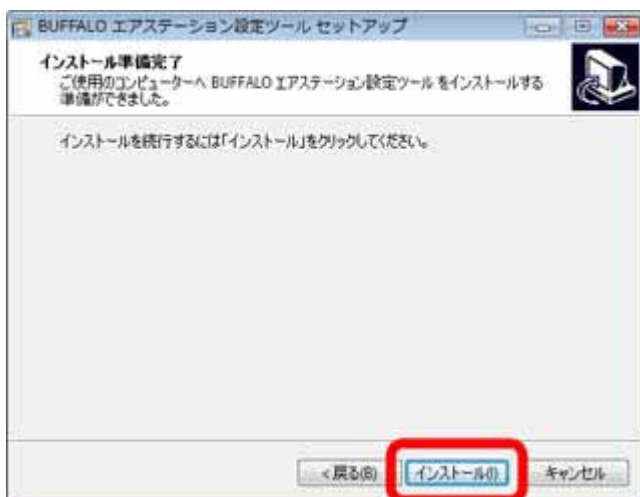 BUFFALO エアステーション設定ツール セットアップ
インストール準備完了
ご使用のコンピューターへ BUFFALO エアステーション設定ツール をインストールする
準備ができました。
インストールを続行するには「インストール」をクリックしてください。
< 戻る(B)
インストール(I)
キャンセル